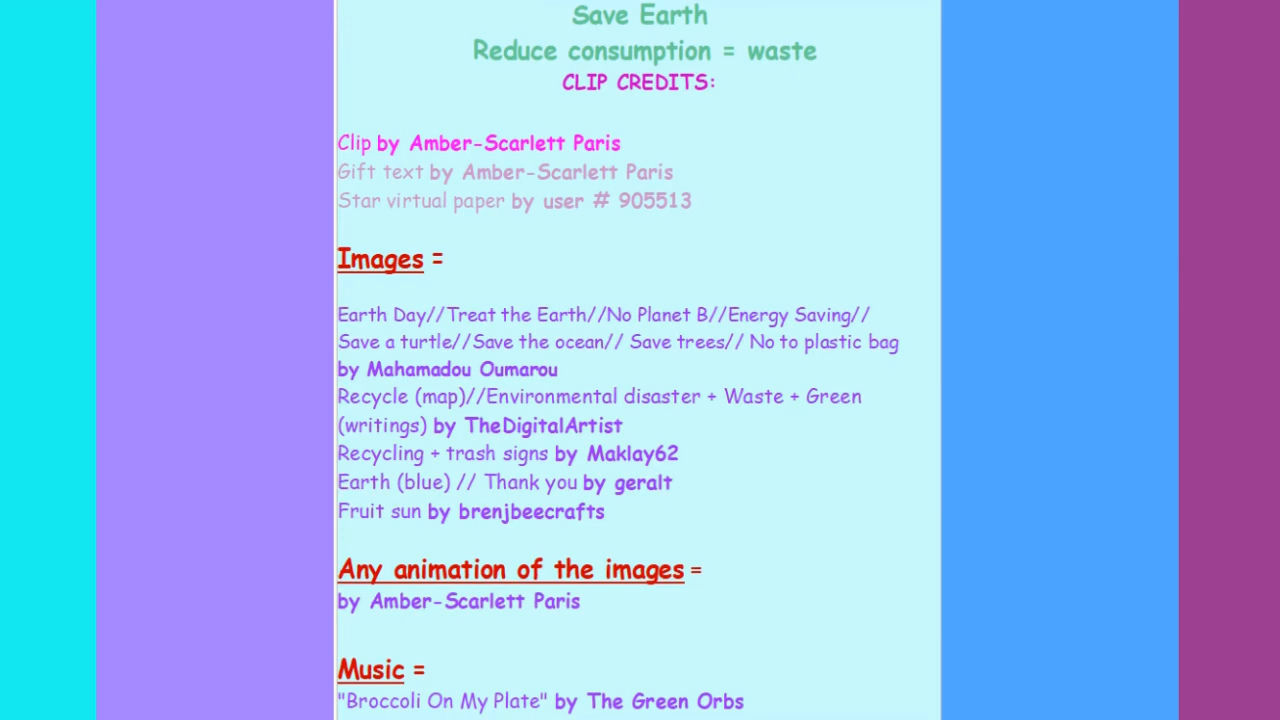 Save Earth
Reduce consumption = waste
CLIP CREDITS:
Clip by Amber-Scarlett Paris
Gift text by Amber-Scarlett Paris
Star virtual paper by user # 905513
Images =
Earth Day//Treat the Earth//No Planet B//Energy Saving//
Save a turtle//Save the ocean// Save trees// No to plastic bag
by Mahamadou Oumarou
Recycle (map)//Environmental disaster + Waste + Green
(writings) by TheDigitalArtist
Recycling + trash signs by Maklay62
Earth (blue) // Thank you by geralt
Fruit sun by brenjbeecrafts
Any animation of the images =
by Amber-Scarlett Paris
Music =
"Broccoli On My Plate" by The Green Orbs